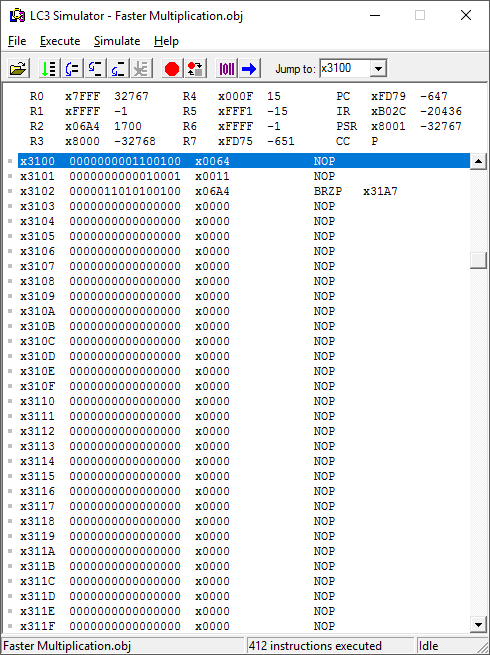 LC3 Simulator - Faster Multiplication.obj
File Execute Simulate Help
Jump to: x3100
R0 x7FFF 32767 R4 x000F 15 PC xFD79 -647
R1 xFFFF -1 R5 xFFF1 -15 IR xB02C -20436
R2 x06A4 1700 R6 xFFFF -1 PSR x8001 -32767
R3 x8000 -32768 R7 xFD75 -651 CC P
x3100 0000000001100100 x0064 NOP
x3101 0000000000010001 x0011 NOP
x3102 0000011010100100 x06A4 BRZP x31A7
x3103 0000000000000000 x0000 NOP
x3104 0000000000000000 x0000 NOP
x3105 0000000000000000 x0000 NOP
x3106 0000000000000000 x0000 NOP
x3107 0000000000000000 x0000 NOP
x3108 0000000000000000 x0000 NOP
x3109 0000000000000000 x0000 NOP
x310A 0000000000000000 x0000 NOP
x310B 0000000000000000 x0000 NOP
x310C 0000000000000000 x0000 NOP
x310D 0000000000000000 x0000 NOP
x310E 0000000000000000 x0000 NOP
x310F 0000000000000000 x0000 NOP
x3110 0000000000000000 x0000 NOP
x3111 0000000000000000 x0000 NOP
x3112 0000000000000000 x0000 NOP
x3113 0000000000000000 x0000 NOP
x3114 0000000000000000 x0000 NOP
x3115 0000000000000000 x0000 NOP
x3116 0000000000000000 x0000 NOP
x3117 0000000000000000 x0000 NOP
x3118 0000000000000000 x0000 NOP
x3119 0000000000000000 x0000 NOP
x311A 0000000000000000 x0000 NOP
x311B 0000000000000000 x0000 NOP
x311C 0000000000000000 x0000 NOP
x311D 0000000000000000 x0000 NOP
x311E 0000000000000000 x0000 NOP
x311F 0000000000000000 x0000 NOP
Faster Multiplication.obj 412 instructions executed Idle